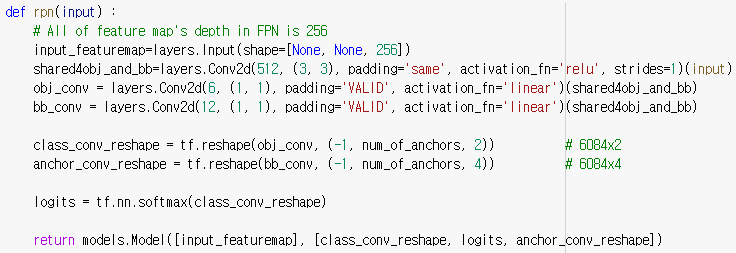 def rpn(input) :
    # All of feature map's depth in FPN is 256
    input_featuremap=layers.Input(shape=[None, None, 256])
    shared4obj_and_bb=layers.Conv2d(512, (3, 3), padding='same', activation_fn='relu', strides=1)(input)
    obj_conv = layers.Conv2d(6, (1, 1), padding='VALID', activation_fn='linear')(shared4obj_and_bb)
    bb_conv = layers.Conv2d(12, (1, 1), padding='VALID', activation_fn='linear')(shared4obj_and_bb)

    class_conv_reshape = tf.reshape(obj_conv, (-1, num_of_anchors, 2))          # 6084x2
    anchor_conv_reshape = tf.reshape(bb_conv, (-1, num_of_anchors, 4))          # 6084x4

    logits = tf.nn.softmax(class_conv_reshape)

    return models.Model([input_featuremap], [class_conv_reshape, logits, anchor_conv_reshape])